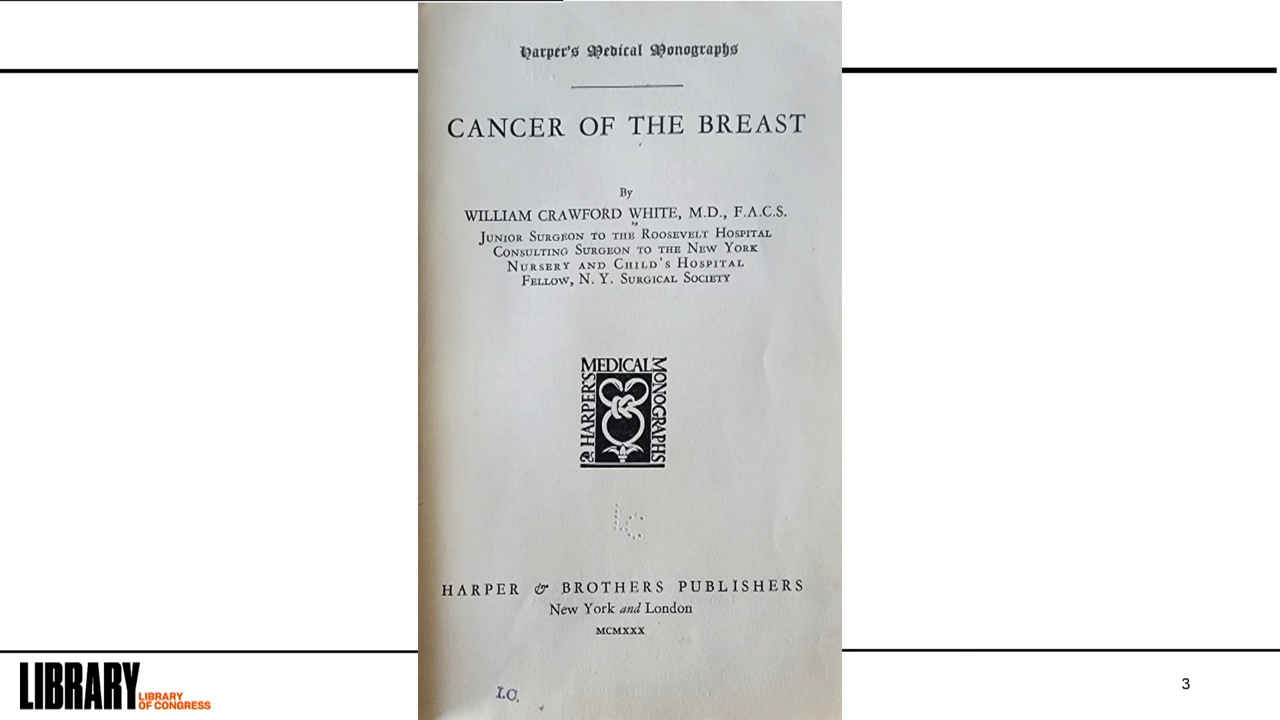 Harper's Medical Monographs
CANCER OF THE BREAST
By
WILLIAM CRAWFORD WHITE, M.D., F.A.C.S.
JUNIOR SURGEON TO THE ROOSEVELT HOSPITAL
CONSULTING SURGEON TO THE NEW YORK
NURSERY AND CHILD'S HOSPITAL
FELLOW, N. Y. SURGICAL SOCIETY
HARPER'S
MEDICAL
MONOGRAPHS
LC
HARPER & BROTHERS PUBLISHERS
New York and London
MCMXXX
LIBRARY
LIBRARY
OF CONGRESS
3